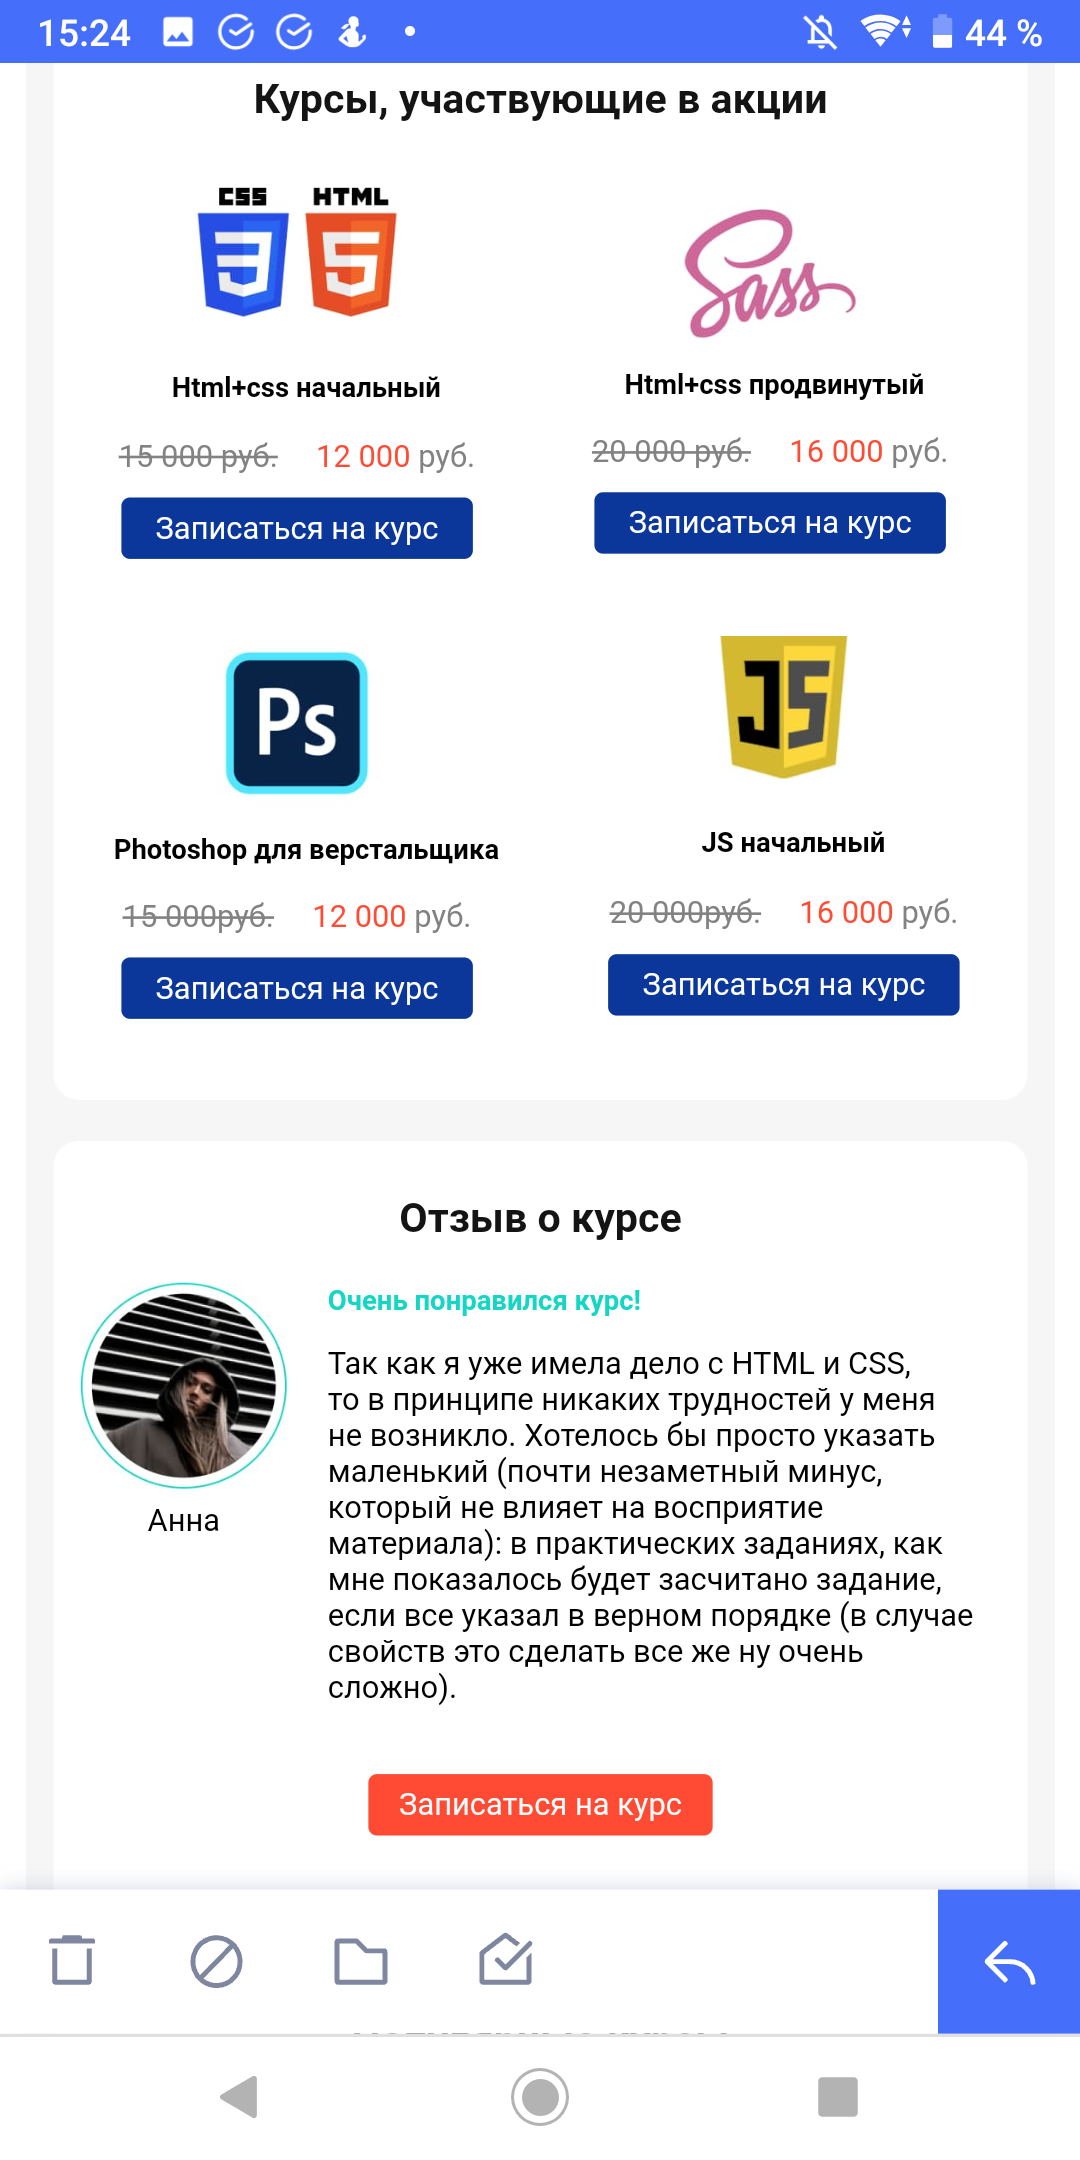 15:24
44 %
Курсы, участвующие в акции
CSS HTML
Sass
Html+css начальный
Html+css продвинутый
15 000 руб. 12 000 руб.
20 000 руб. 16 000 руб.
Записаться на курс
Записаться на курс
Ps
JS
Photoshop для верстальщика
JS начальный
15 000руб. 12 000 руб.
20 000руб. 16 000 руб.
Записаться на курс
Записаться на курс
Отзыв о курсе
Очень понравился курс!
Так как я уже имела дело с HTML и CSS,
то в принципе никаких трудностей у меня
не возникло. Хотелось бы просто указать
маленький (почти незаметный минус,
который не влияет на восприятие
материала): в практических заданиях, как
мне показалось будет засчитано задание,
если все указал в верном порядке (в случае
свойств это сделать все же ну очень
сложно).
Анна
Записаться на курс